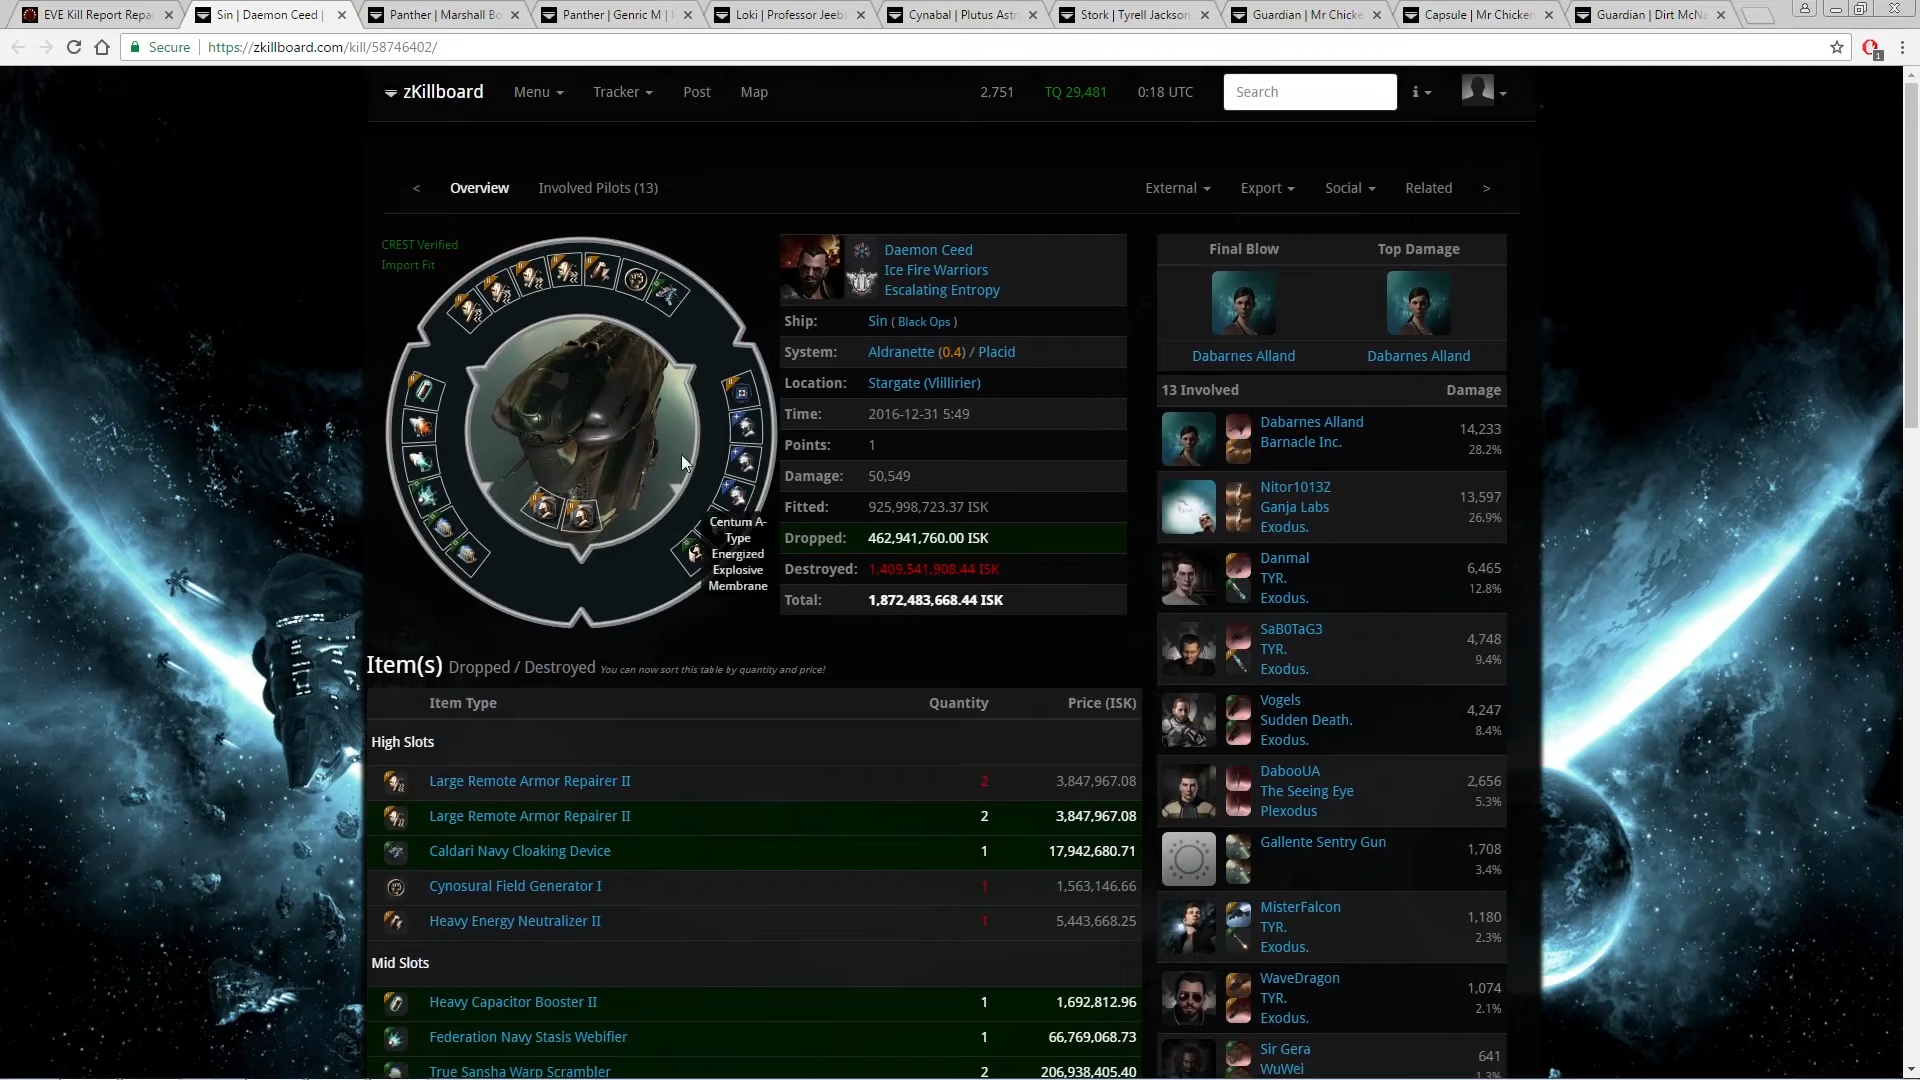 EVE Kill Report Repa
Sin | Daemon Ceed |
Panther | Marshall Bo
Panther | Genric M |
Loki | Professor Jeebs
Cynabal | Plutus Astr
Stork | Tyrell Jackson
Guardian | Mr Chicke
Capsule | Mr Chicken
Guardian | Dirt McNa
Secure | https://zkillboard.com/kill/58746402/
zKillboard
Menu
Tracker
Post
Map
2,751
TQ 29,481
0:18 UTC
Search
<
Overview
Involved Pilots (13)
External
Export
Social
Related
>
CREST Verified
Import Fit
Centum A-
Type
Energized
Explosive
Membrane
Daemon Ceed
Ice Fire Warriors
Escalating Entropy
Ship: Sin ( Black Ops )
System: Aldranette (0.4) / Placid
Location: Stargate (Vlillirier)
Time: 2016-12-31 5:49
Points: 1
Damage: 50,549
Fitted: 925,998,723.37 ISK
Dropped: 462,941,760.00 ISK
Destroyed: 1,409,541,908.44 ISK
Total: 1,872,483,668.44 ISK
Final Blow Top Damage
Dabarnes Alland Dabarnes Alland
13 Involved Damage
Dabarnes Alland 14,233
Barnacle Inc. 28.2%
Nitor1013Z 13,597
Ganja Labs 26.9%
Exodus.
Danmal 6,465
TYR. 12.8%
Exodus.
SaB0TaG3 4,748
TYR. 9.4%
Exodus.
Vogels 4,247
Sudden Death. 8.4%
Exodus.
DabooUA 2,656
The Seeing Eye 5.3%
Plexodus
Gallente Sentry Gun 1,708
3.4%
MisterFalcon 1,180
TYR. 2.3%
Exodus.
WaveDragon 1,074
TYR. 2.1%
Exodus.
Sir Gera 641
WuWei 1.3%
Item(s) Dropped / Destroyed You can now sort this table by quantity and price!
Item Type Quantity Price (ISK)
High Slots
Large Remote Armor Repairer II 2 3,847,967.08
Large Remote Armor Repairer II 2 3,847,967.08
Caldari Navy Cloaking Device 1 17,942,680.71
Cynosural Field Generator I 1 1,563,146.66
Heavy Energy Neutralizer II 1 5,443,668.25
Mid Slots
Heavy Capacitor Booster II 1 1,692,812.96
Federation Navy Stasis Webifier 1 66,769,068.73
True Sansha Warp Scrambler 2 206,938,405.40